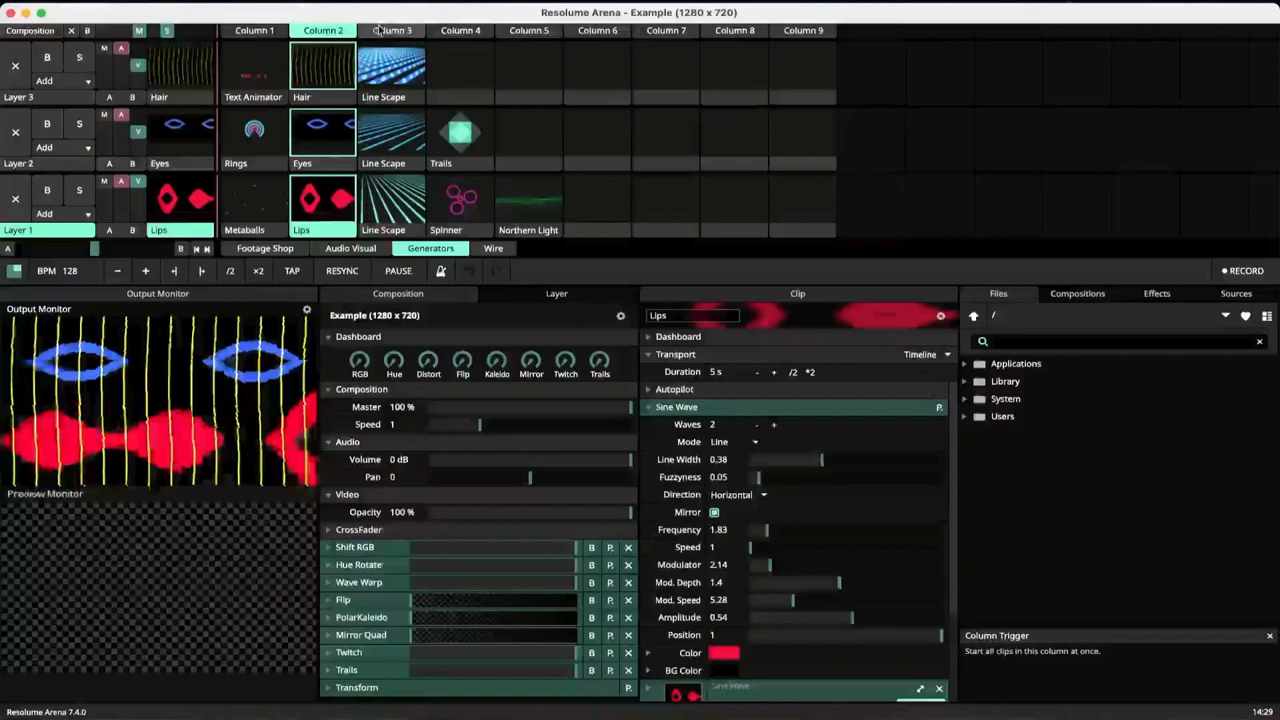 Resolume Arena - Example (1280 x 720)
Composition X B M S Column 1 Column 2 Column 3 Column 4 Column 5 Column 6 Column 7 Column 8 Column 9
B S M A V
Add
Layer 3 A B Hair Text Animator Hair Line Scape
B S M A V
Add
Layer 2 A B Eyes Rings Eyes Line Scape Trails
B S M A V
Add
Layer 1 A B Lips Metaballs Lips Line Scape Spinner Northern Light
A B Footage Shop Audio Visual Generators Wire
BPM 128 - + /2 ×2 TAP RESYNC PAUSE RECORD
Output Monitor
Output Monitor
Preview Monitor
Composition Layer
Example (1280 x 720)
Dashboard
RGB Hue Distort Flip Kaleido Mirror Twitch Trails
Composition
Master 100 %
Speed 1
Audio
Volume 0 dB
Pan 0
Video
Opacity 100 %
CrossFader
Shift RGB B P.
Hue Rotate B P.
Wave Warp B P.
Flip B P.
PolarKaleido B P.
Mirror Quad B P.
Twitch B P.
Trails B P.
Transform P.
Clip
Lips
Dashboard
Transport Timeline
Duration 5 s - + /2 *2
Autopilot
Sine Wave P.
Waves 2 - +
Mode Line
Line Width 0.38
Fuzzyness 0.05
Direction Horizontal
Mirror
Frequency 1.83
Speed 1
Modulator 2.14
Mod. Depth 1.4
Mod. Speed 5.28
Amplitude 0.54
Position 1
Color
BG Color
Sine Wave
Files Compositions Effects Sources
/
Applications
Library
System
Users
Column Trigger
Start all clips in this column at once.
Resolume Arena 7.4.0 14:29